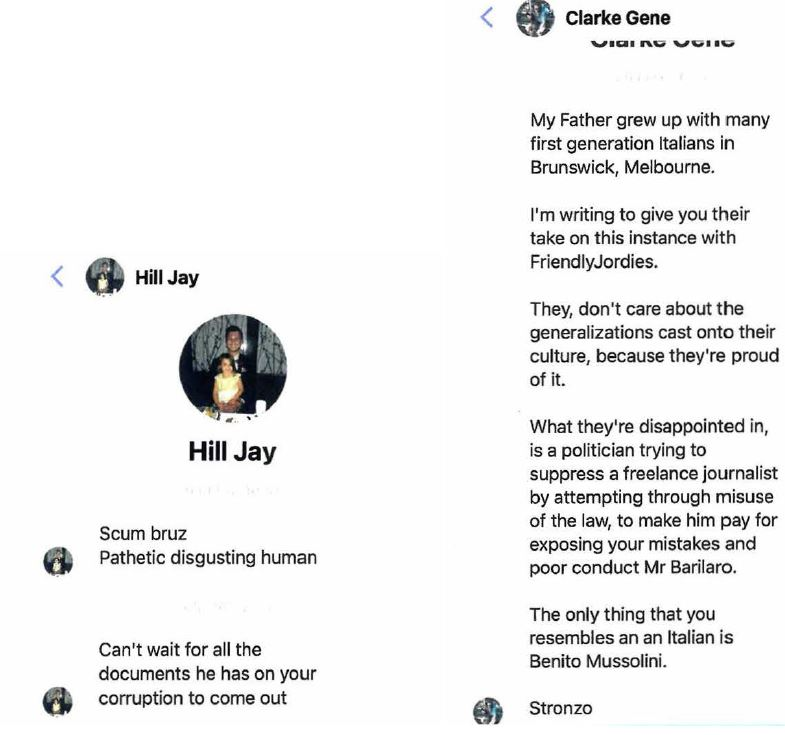 Hill Jay
Hill Jay
Scum bruz
Pathetic disgusting human
Can't wait for all the
documents he has on your
corruption to come out
Clarke Gene
Clarke Gene
My Father grew up with many
first generation Italians in
Brunswick, Melbourne.
I'm writing to give you their
take on this instance with
FriendlyJordies.
They, don't care about the
generalizations cast onto their
culture, because they're proud
of it.
What they're disappointed in,
is a politician trying to
suppress a freelance journalist
by attempting through misuse
of the law, to make him pay for
exposing your mistakes and
poor conduct Mr Barilaro.
The only thing that you
resembles an an Italian is
Benito Mussolini.
Stronzo